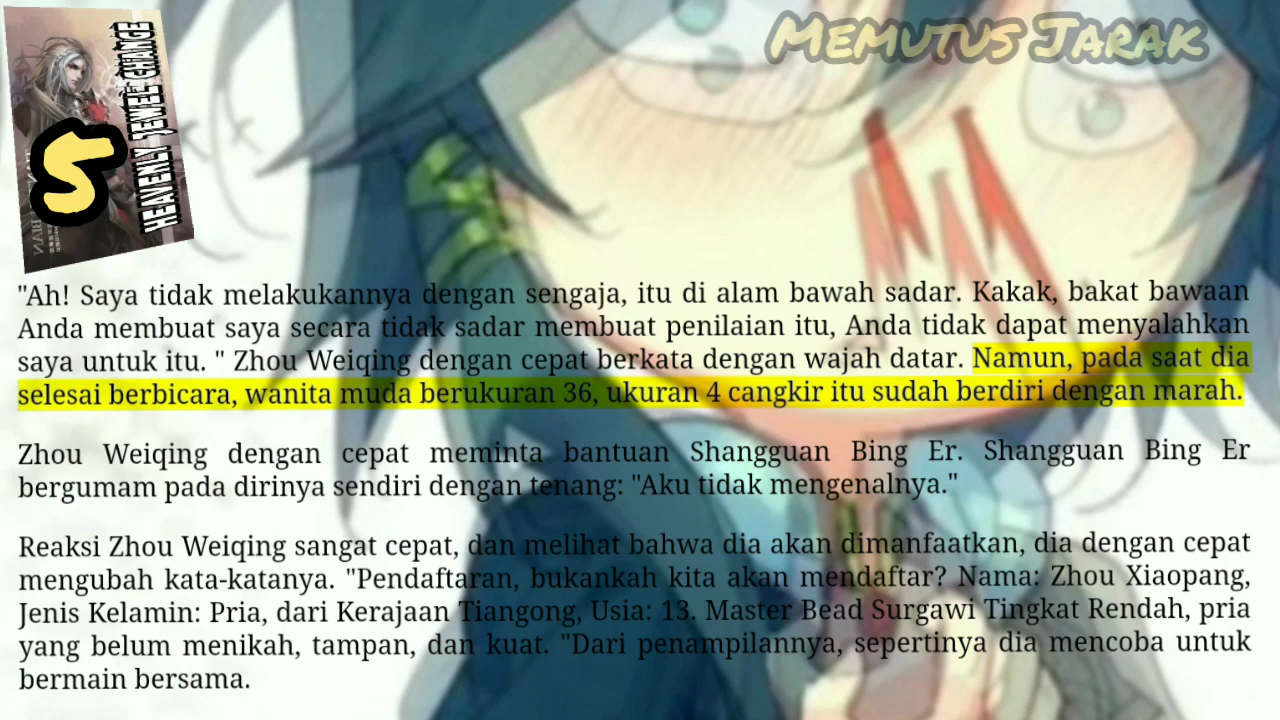 Memutus Jarak
HEAVENLY JEWEL CHANGE
5
"Ah! Saya tidak melakukannya dengan sengaja, itu di alam bawah sadar. Kakak, bakat bawaan
Anda membuat saya secara tidak sadar membuat penilaian itu, Anda tidak dapat menyalahkan
saya untuk itu. " Zhou Weiqing dengan cepat berkata dengan wajah datar. Namun, pada saat dia
selesai berbicara, wanita muda berukuran 36, ukuran 4 cangkir itu sudah berdiri dengan marah.
Zhou Weiqing dengan cepat meminta bantuan Shangguan Bing Er. Shangguan Bing Er
bergumam pada dirinya sendiri dengan tenang: "Aku tidak mengenalnya."
Reaksi Zhou Weiqing sangat cepat, dan melihat bahwa dia akan dimanfaatkan, dia dengan cepat
mengubah kata-katanya. "Pendaftaran, bukankah kita akan mendaftar? Nama: Zhou Xiaopang,
Jenis Kelamin: Pria, dari Kerajaan Tiangong, Usia: 13. Master Bead Surgawi Tingkat Rendah, pria
yang belum menikah, tampan, dan kuat. "Dari penampilannya, sepertinya dia mencoba untuk
bermain bersama.